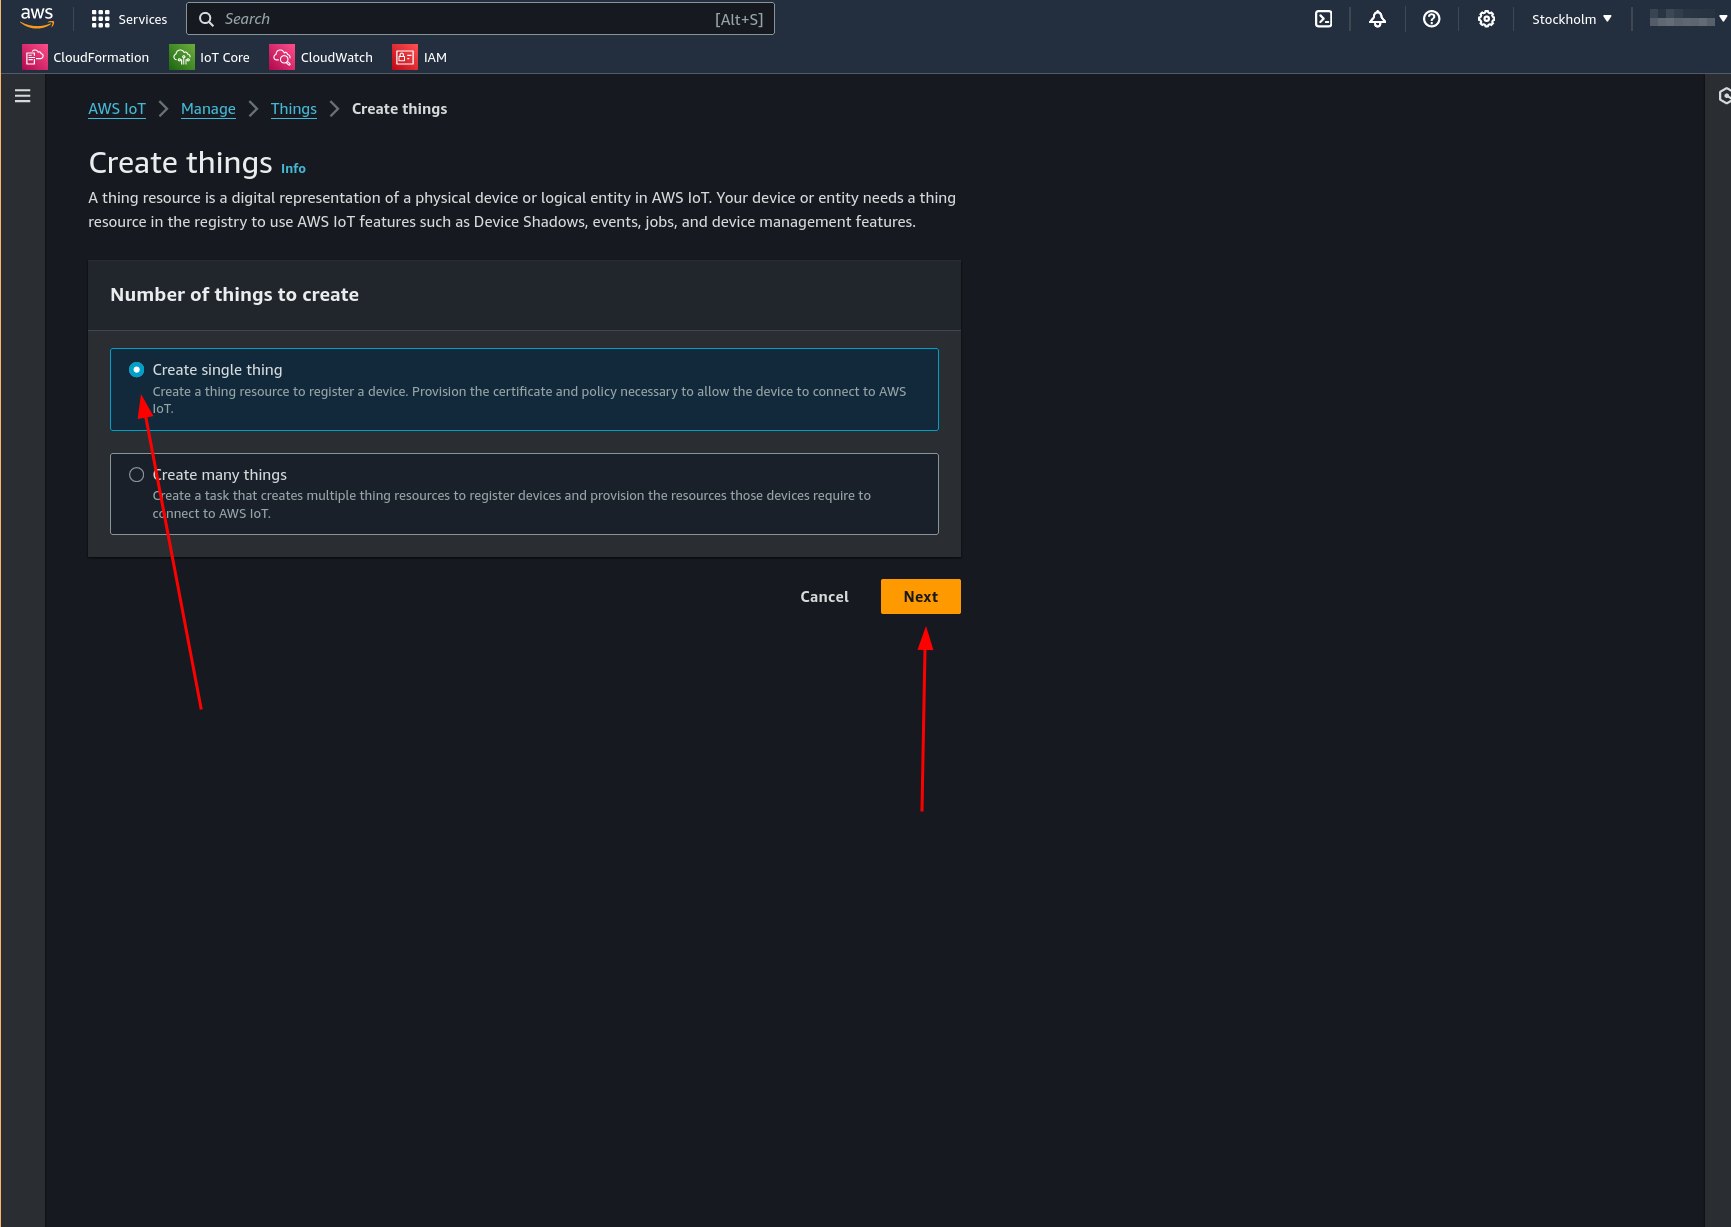 aws
Services
Search [Alt+S]
Stockholm
CloudFormation
IoT Core
CloudWatch
IAM
AWS IoT
Manage
Things
Create things
Create things Info
A thing resource is a digital representation of a physical device or logical entity in AWS IoT. Your device or entity needs a thing
resource in the registry to use AWS IoT features such as Device Shadows, events, jobs, and device management features.
Number of things to create
Create single thing
Create a thing resource to register a device. Provision the certificate and policy necessary to allow the device to connect to AWS
IoT.
Create many things
Create a task that creates multiple thing resources to register devices and provision the resources those devices require to
connect to AWS IoT.
Cancel
Next